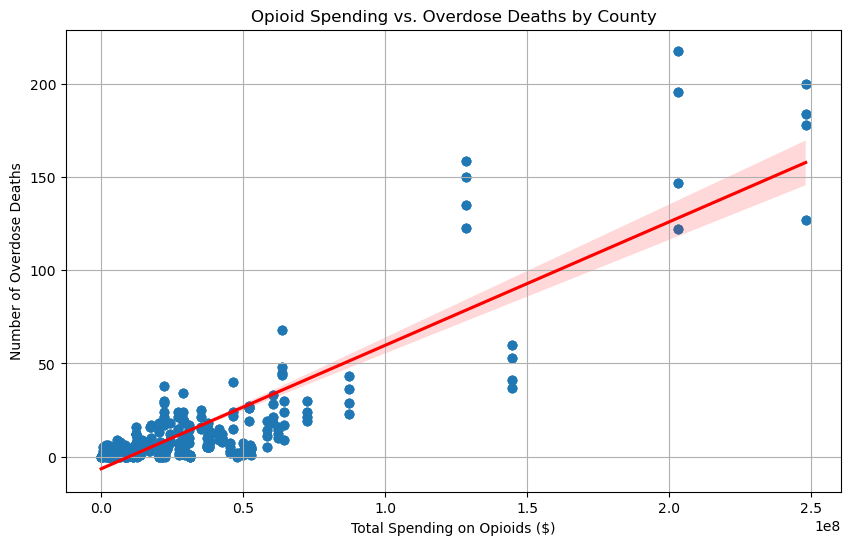 Opioid Spending vs. Overdose Deaths by County
Number of Overdose Deaths
200
150
100
50
0
0.0 0.5 1.0 1.5 2.0 2.5
1e8
Total Spending on Opioids ($)